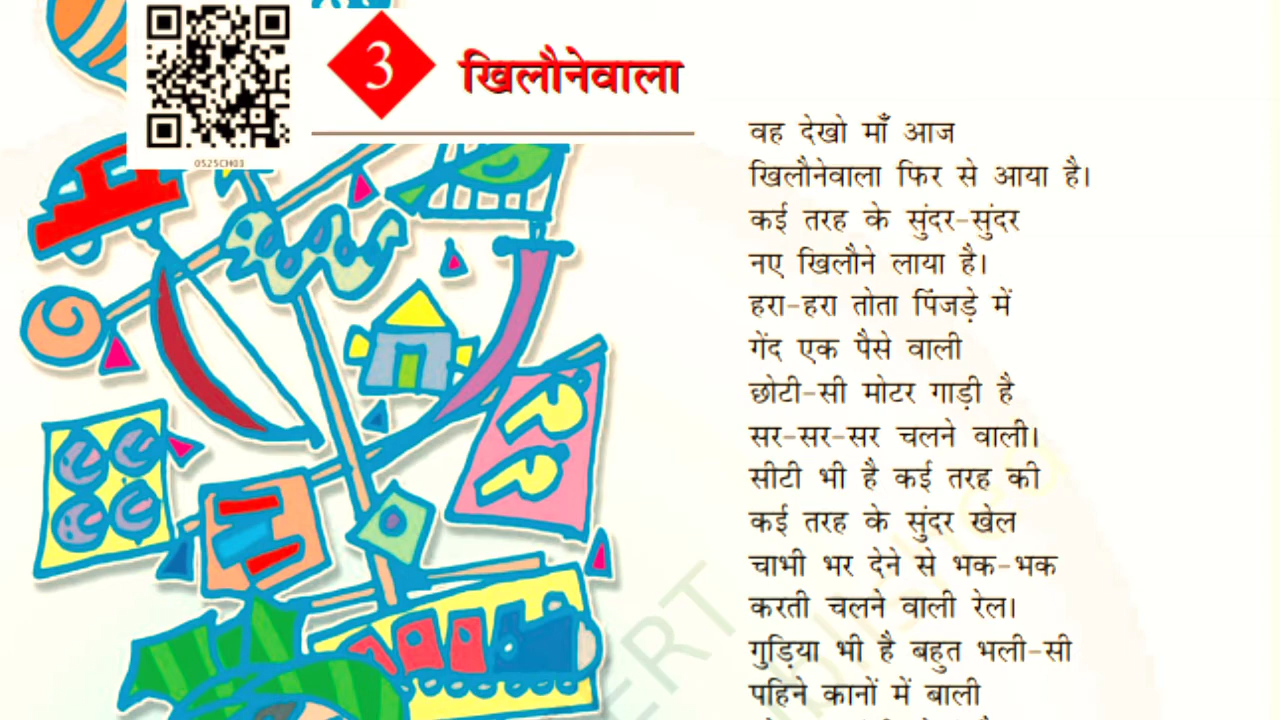 0525CH03
3
खिलौनेवाला
वह देखो माँ आज
खिलौनेवाला फिर से आया है।
कई तरह के सुंदर-सुंदर
नए खिलौने लाया है।
हरा-हरा तोता पिंजड़े में
गेंद एक पैसे वाली
छोटी-सी मोटर गाड़ी है
सर-सर-सर चलने वाली।
सीटी भी है कई तरह की
कई तरह के सुंदर खेल
चाभी भर देने से भक-भक
करती चलने वाली रेल।
गुड़िया भी है बहुत भली-सी
पहिने कानों में बाली